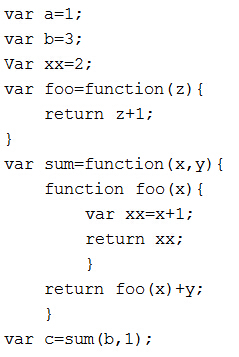 var a=1;
var b=3;
Var xx=2;
var foo=function(z){
    return z+1;
}
var sum=function(x,y){
    function foo(x){
        var xx=x+1;
        return xx;
        }
    return foo(x)+y;
    }
var c=sum(b,1);